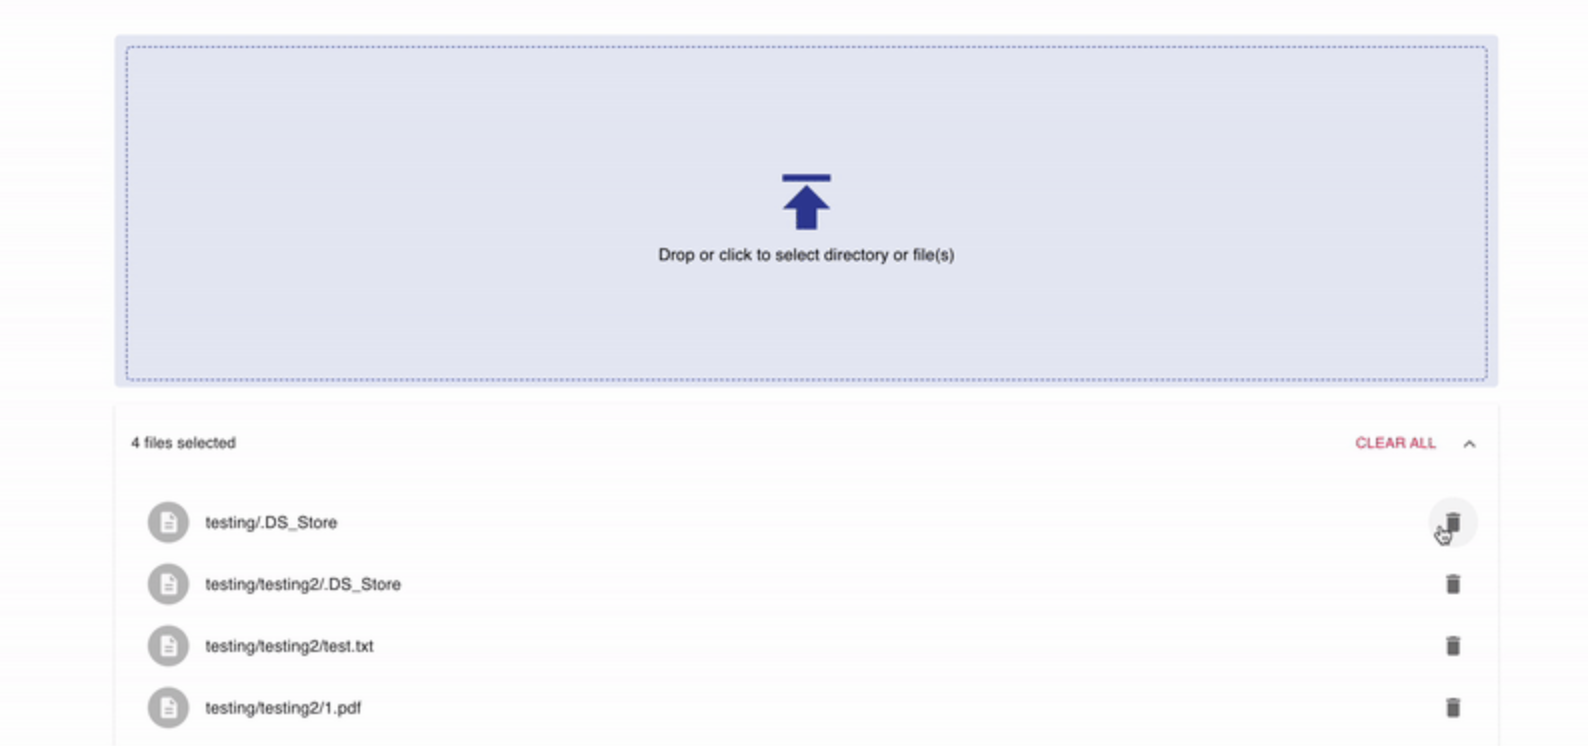 Drop or click to select directory or file(s)
4 files selected
CLEAR ALL
testing/.DS_Store
testing/testing2/.DS_Store
testing/testing2/test.txt
testing/testing2/1.pdf